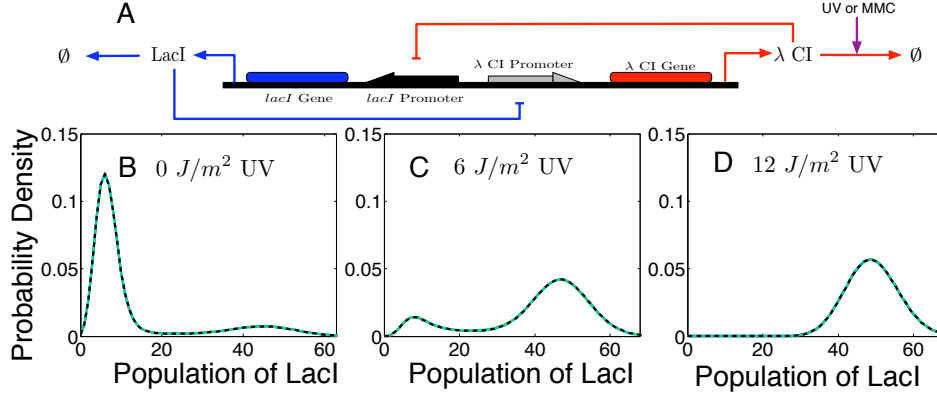 A
UV or MMC
∅
LacI
λ CI
∅
λ CI Promoter
λ CI Gene
lacI Gene
lacI Promoter
Probability Density
0.15
0.1
0.05
0
B
0 J/m² UV
0
20
40
60
Population of LacI
0.15
0.1
0.05
0
C
6 J/m² UV
0
20
40
60
Population of LacI
0.15
0.1
0.05
0
D
12 J/m² UV
0
20
40
60
Population of LacI